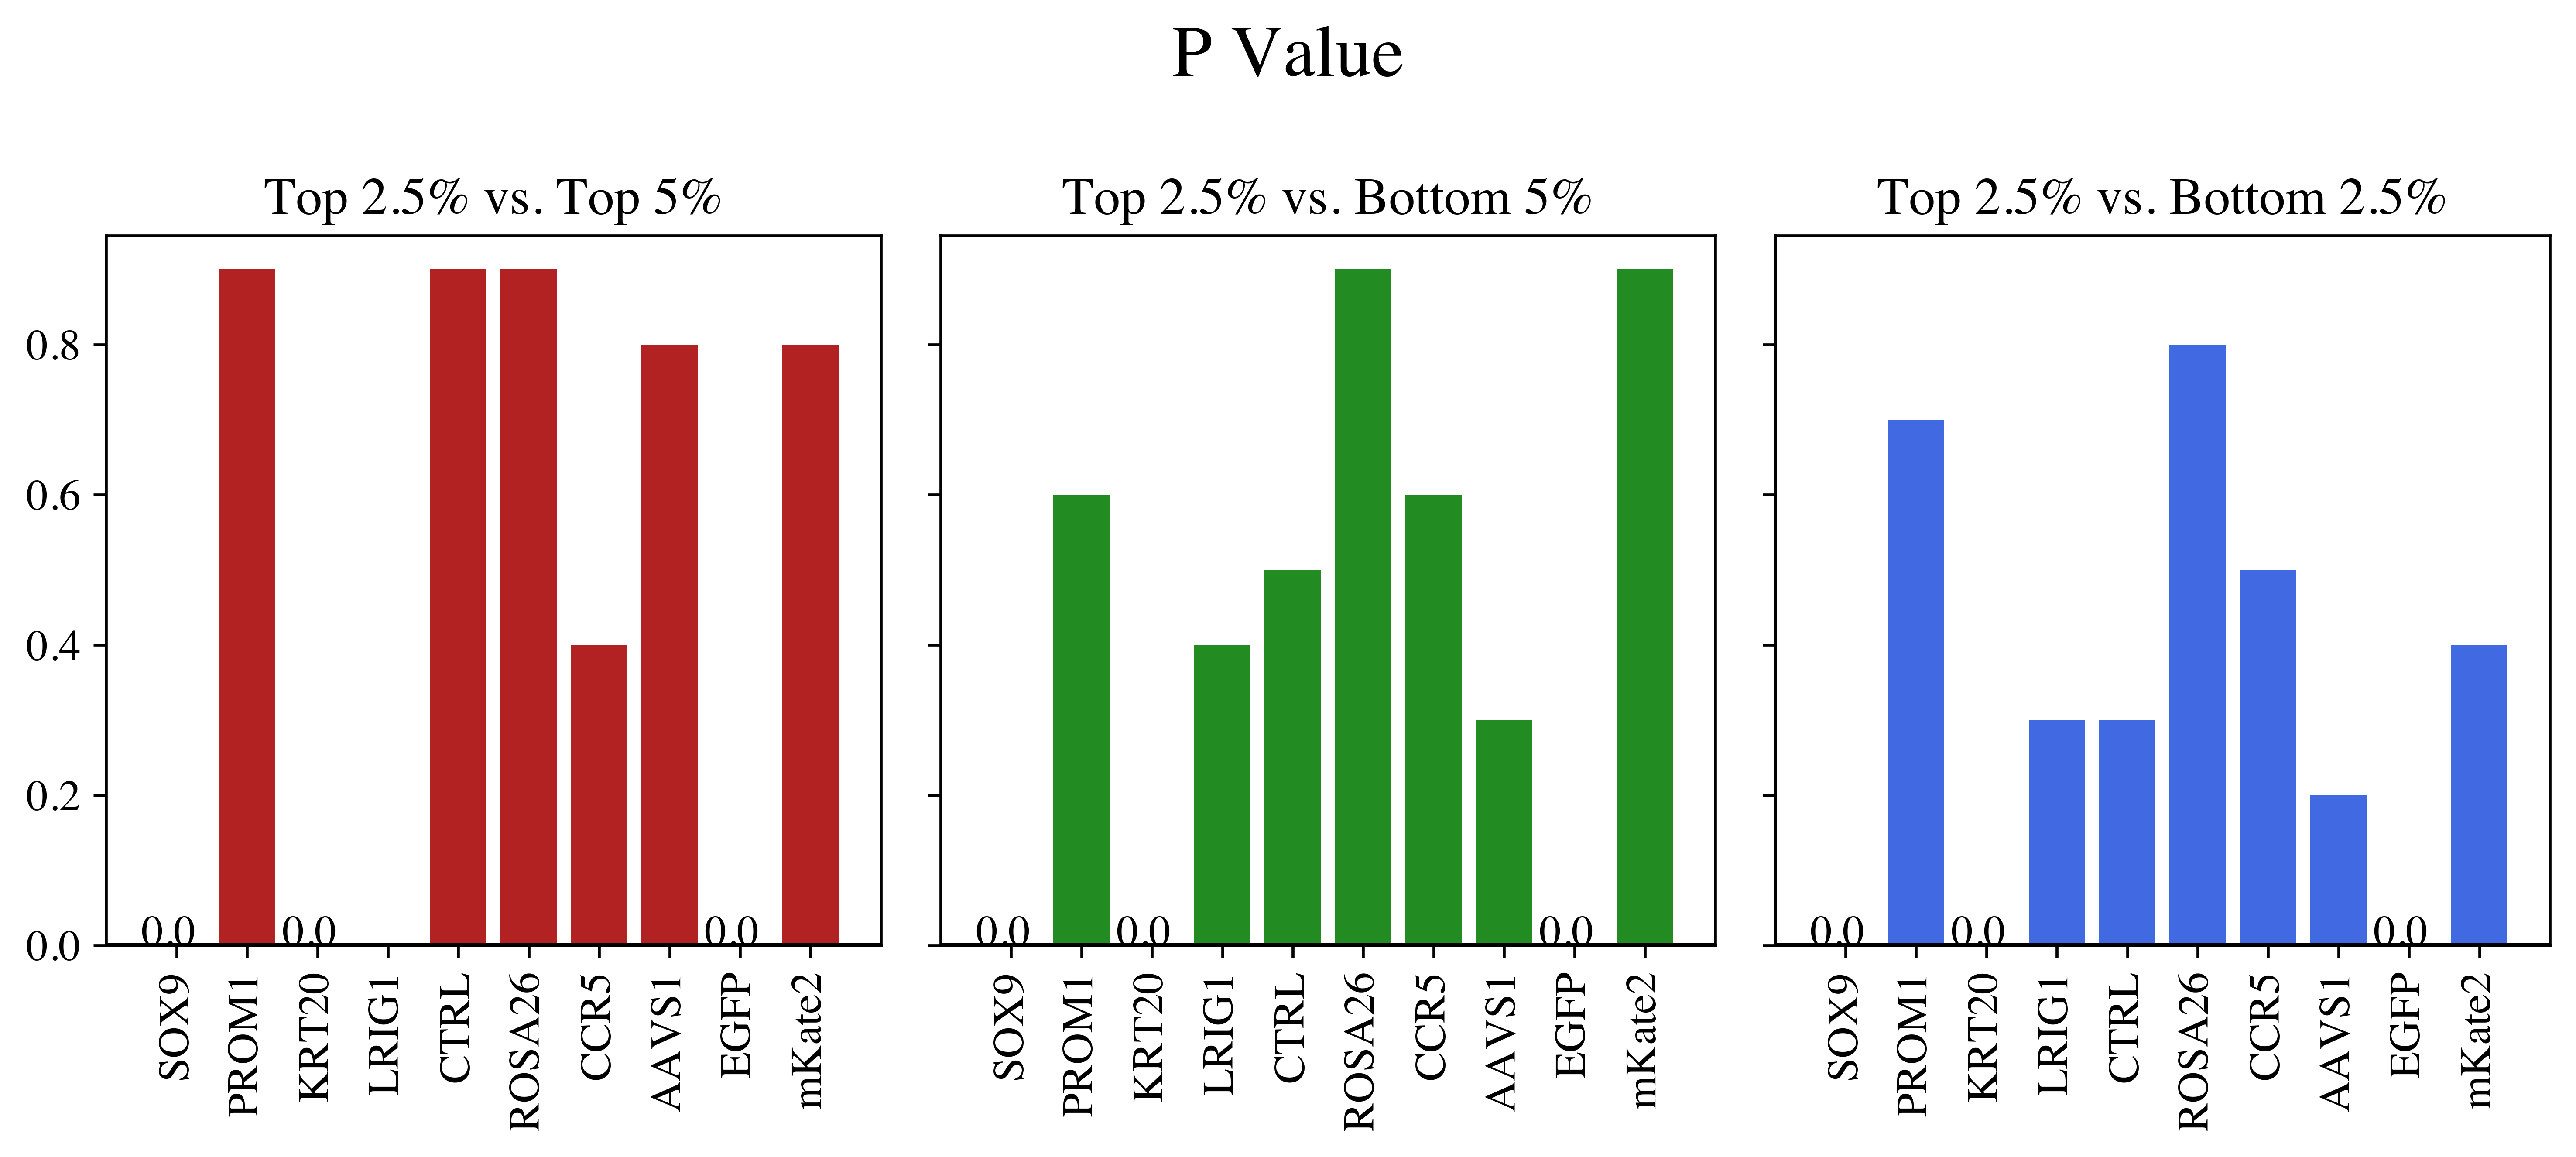 P Value
Top 2.5% vs. Top 5%
Top 2.5% vs. Bottom 5%
Top 2.5% vs. Bottom 2.5%
0.8
0.6
0.4
0.2
0.0
0.0 0.0 0.0
0.0 0.0 0.0
0.0 0.0 0.0
SOX9
PROM1
KRT20
LRIG1
CTRL
ROSA26
CCR5
AAVS1
EGFP
mKate2
SOX9
PROM1
KRT20
LRIG1
CTRL
ROSA26
CCR5
AAVS1
EGFP
mKate2
SOX9
PROM1
KRT20
LRIG1
CTRL
ROSA26
CCR5
AAVS1
EGFP
mKate2